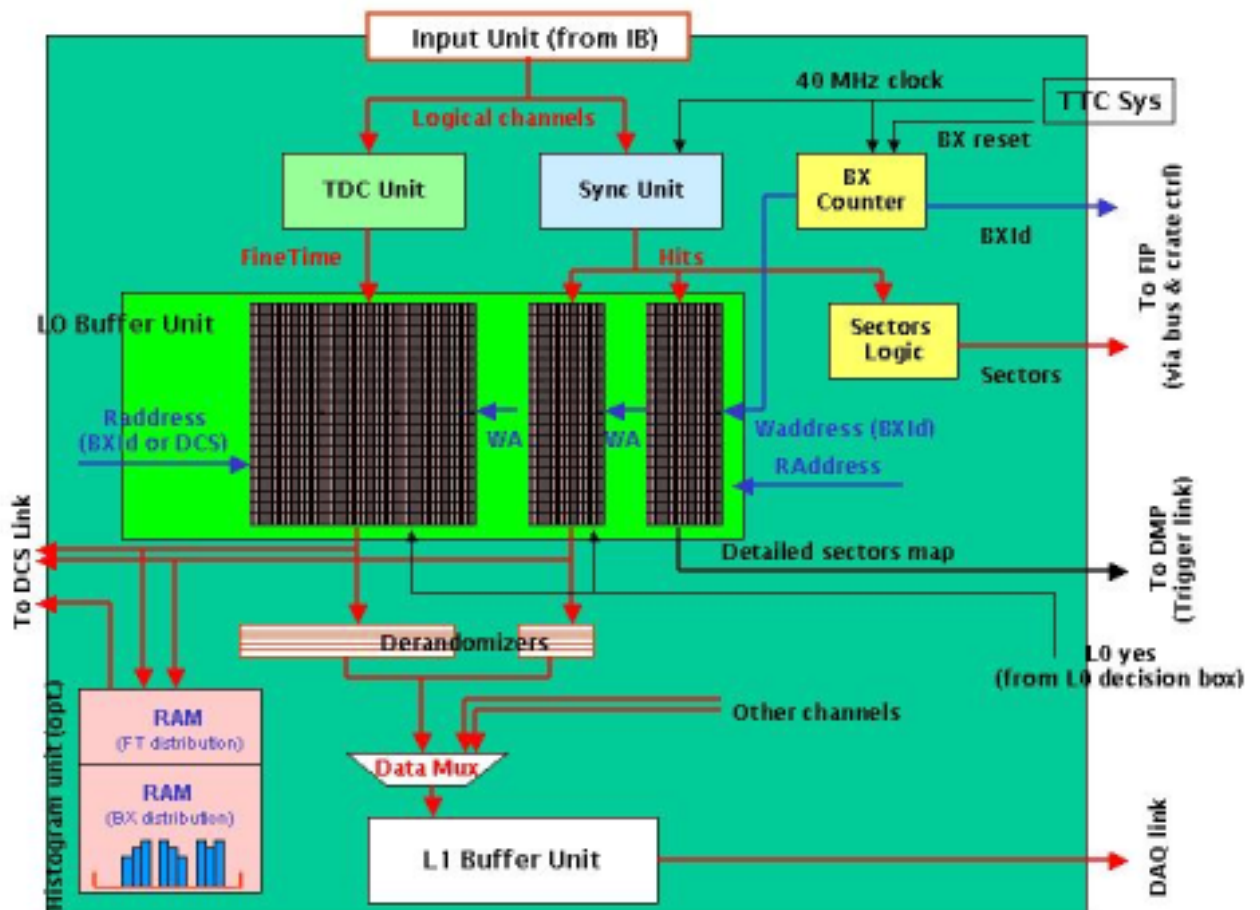 Input Unit (from IB)
40 MHz clock
TTC Sys
Logical channels
BX reset
TDC Unit
Sync Unit
BX
Counter
BXId
FineTime
Hits
To FIP
(via bus & crate ctrl)
L0 Buffer Unit
Sectors
Logic
Sectors
Raddress
(BXId or DCS)
WA
WA
Waddress (BXId)
RAddress
To DCS Link
Detailed sectors map
To DMP
(Trigger link)
Derandomizers
L0 yes
(from L0 decision box)
Histogram unit (opt.)
RAM
(FT distribution)
Other channels
Data Mux
RAM
(BX distribution)
L1 Buffer Unit
DAQ link